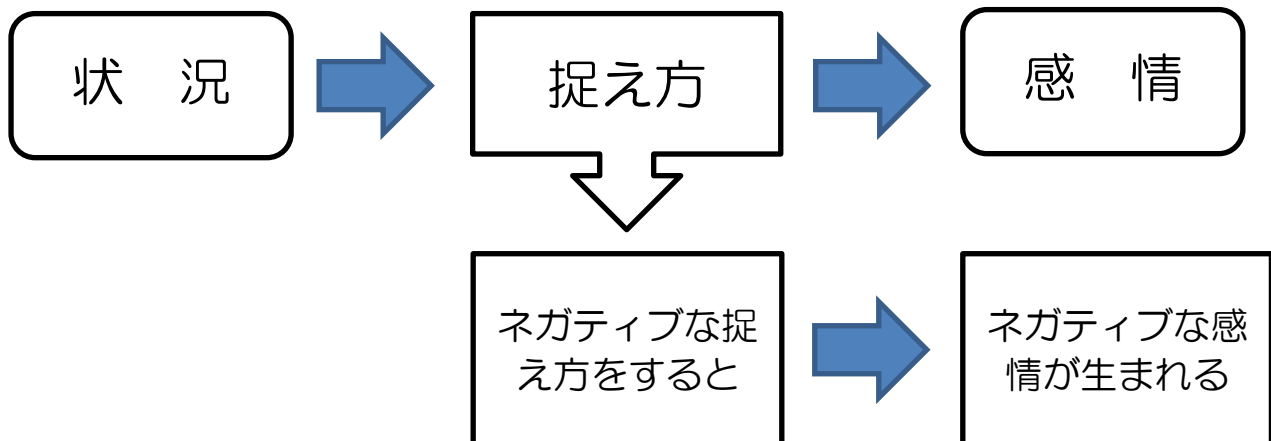 状　況
捉え方
感　情
ネガティブな捉
え方をすると
ネガティブな感
情が生まれる